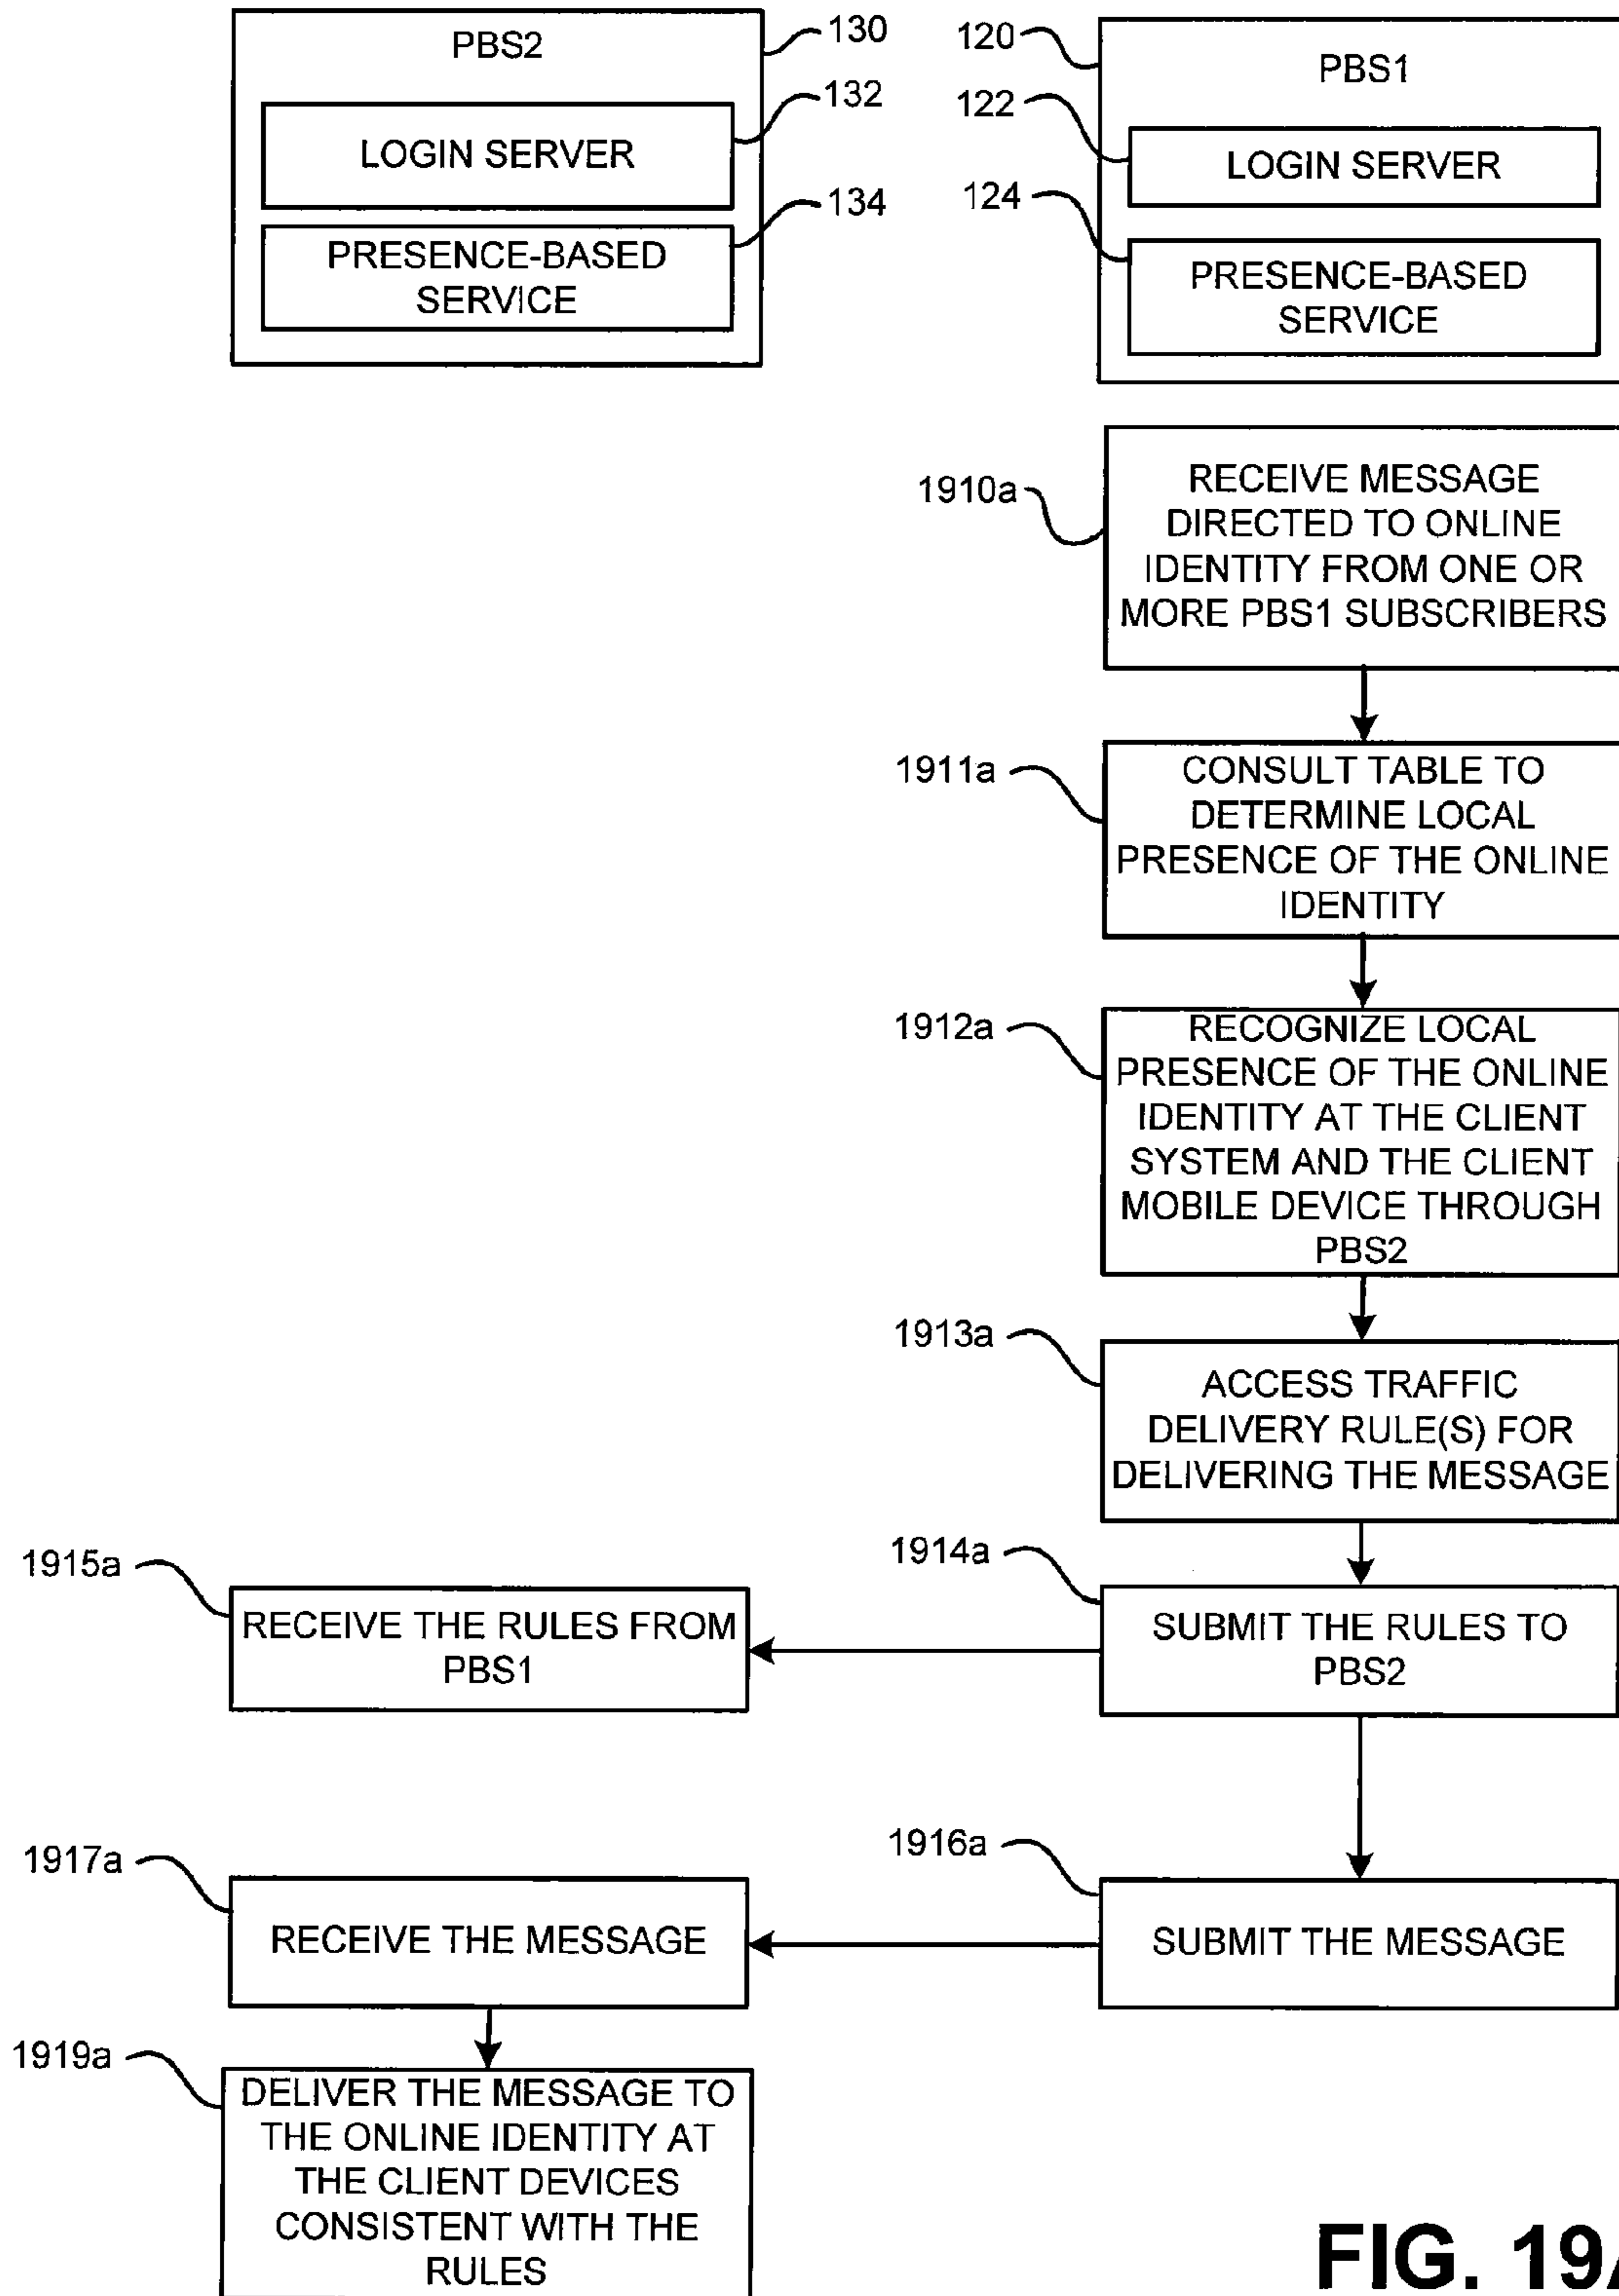 PBS2
130
LOGIN SERVER
132
PRESENCE-BASED
SERVICE
134
120
PBS1
122
LOGIN SERVER
124
PRESENCE-BASED
SERVICE
1910a
RECEIVE MESSAGE
DIRECTED TO ONLINE
IDENTITY FROM ONE OR
MORE PBS1 SUBSCRIBERS
1911a
CONSULT TABLE TO
DETERMINE LOCAL
PRESENCE OF THE ONLINE
IDENTITY
1912a
RECOGNIZE LOCAL
PRESENCE OF THE ONLINE
IDENTITY AT THE CLIENT
SYSTEM AND THE CLIENT
MOBILE DEVICE THROUGH
PBS2
1913a
ACCESS TRAFFIC
DELIVERY RULE(S) FOR
DELIVERING THE MESSAGE
1914a
SUBMIT THE RULES TO
PBS2
1915a
RECEIVE THE RULES FROM
PBS1
1916a
SUBMIT THE MESSAGE
1917a
RECEIVE THE MESSAGE
1919a
DELIVER THE MESSAGE TO
THE ONLINE IDENTITY AT
THE CLIENT DEVICES
CONSISTENT WITH THE
RULES
FIG. 19A